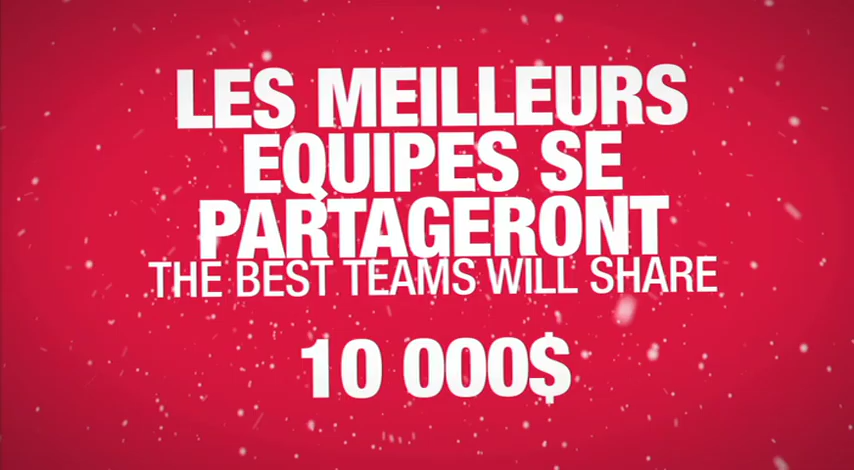 LES MEILLEURS
EQUIPES SE
PARTAGERONT
THE BEST TEAMS WILL SHARE
10 000$